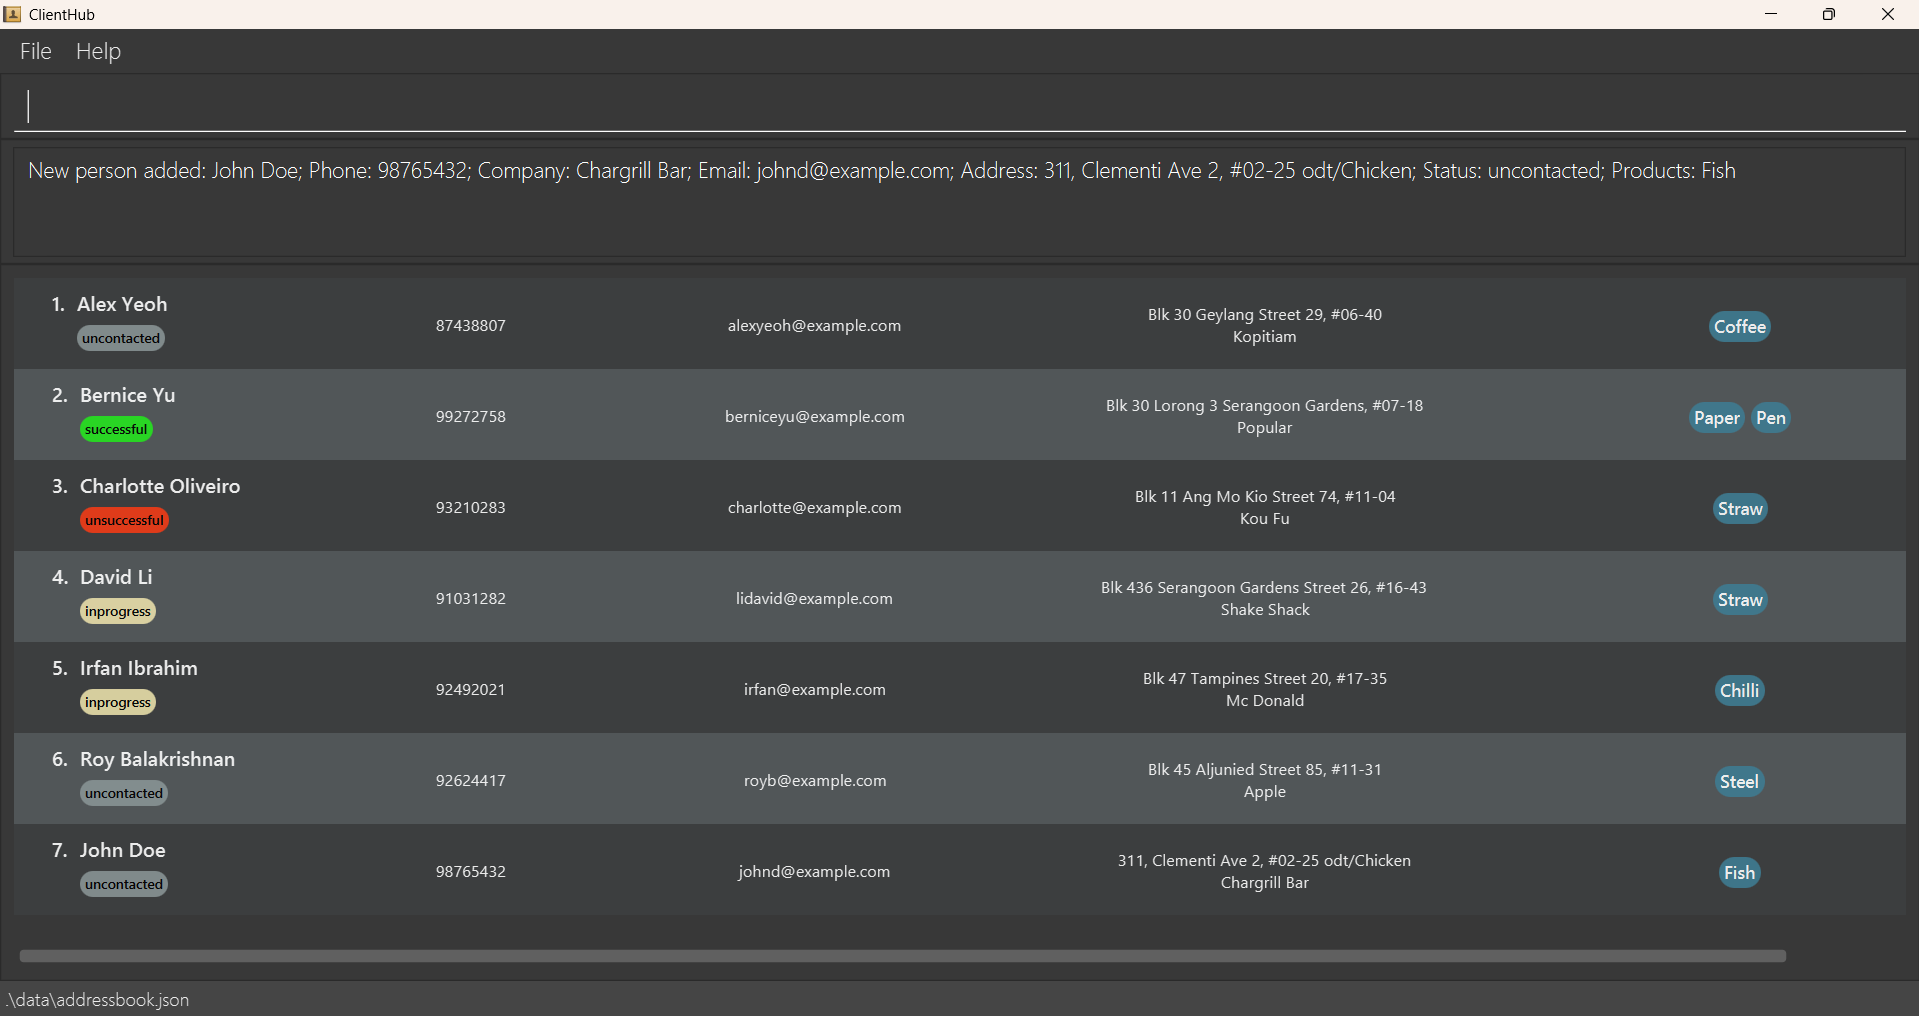 ClientHub
File Help
New person added: John Doe; Phone: 98765432; Company: Chargrill Bar; Email: johnd@example.com; Address: 311, Clementi Ave 2, #02-25 odt/Chicken; Status: uncontacted; Products: Fish
1. Alex Yeoh
uncontacted
87438807
alexyeoh@example.com
Blk 30 Geylang Street 29, #06-40
Kopitiam
Coffee
2. Bernice Yu
successful
99272758
berniceyu@example.com
Blk 30 Lorong 3 Serangoon Gardens, #07-18
Popular
Paper Pen
3. Charlotte Oliveiro
unsuccessful
93210283
charlotte@example.com
Blk 11 Ang Mo Kio Street 74, #11-04
Kou Fu
Straw
4. David Li
inprogress
91031282
lidavid@example.com
Blk 436 Serangoon Gardens Street 26, #16-43
Shake Shack
Straw
5. Irfan Ibrahim
inprogress
92492021
irfan@example.com
Blk 47 Tampines Street 20, #17-35
Mc Donald
Chilli
6. Roy Balakrishnan
uncontacted
92624417
royb@example.com
Blk 45 Aljunied Street 85, #11-31
Apple
Steel
7. John Doe
uncontacted
98765432
johnd@example.com
311, Clementi Ave 2, #02-25 odt/Chicken
Chargrill Bar
Fish
.\data\addressbook.json